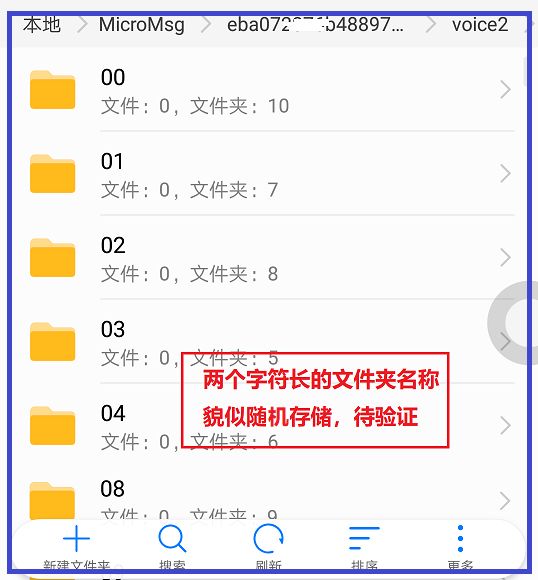 本地 > MicroMsg > eba072 b48897… > voice2
00
文件：0，文件夹：10
01
文件：0，文件夹：7
02
文件：0，文件夹：8
03
文件：0，文件夹：5
两个字符长的文件夹名称
貌似随机存储，待验证
04
文件：0，文件夹：6
08
文件：0，文件夹：9
新建文件夹 搜索 刷新 排序 更多